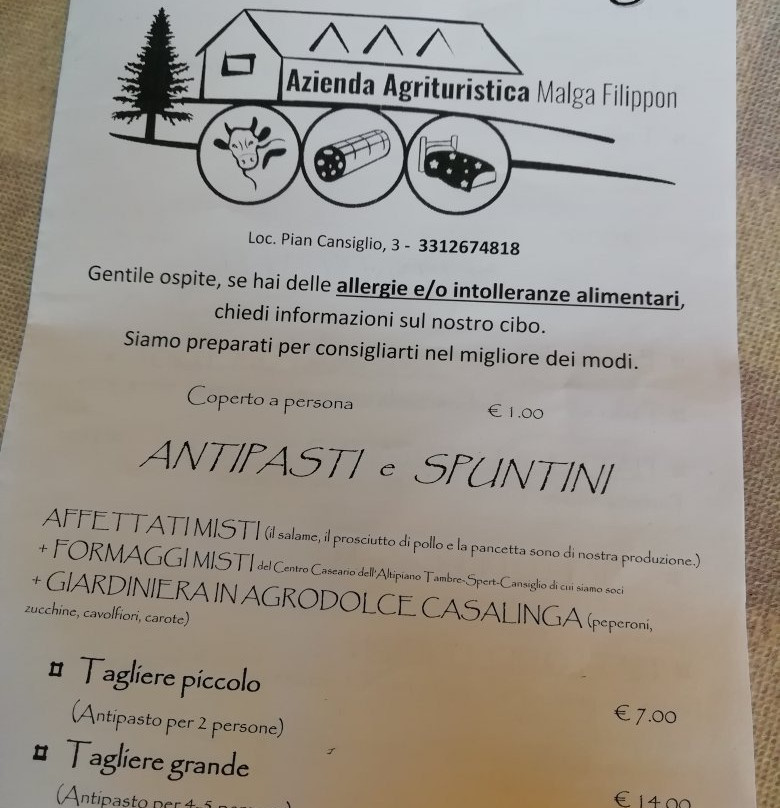 Azienda Agrituristica Malga Filippon
Loc. Pian Cansiglio, 3 - 3312674818
Gentile ospite, se hai delle allergie e/o intolleranze alimentari,
chiedi informazioni sul nostro cibo.
Siamo preparati per consigliarti nel migliore dei modi.
Coperto a persona € 1.00
ANTIPASTI e SPUNTINI
AFFETTATI MISTI (il salame, il prosciutto di pollo e la pancetta sono di nostra produzione.)
+ FORMAGGI MISTI del Centro Caseario dell'Altipiano Tambre-Spert-Cansiglio di cui siamo soci
+ GIARDINIERA IN AGRODOLCE CASALINGA (peperoni,
zucchine, cavolfiori, carote)
¤ Tagliere piccolo
€ 7.00
(Antipasto per 2 persone)
¤ Tagliere grande
€ 14.00
(Antipasto per 4-5